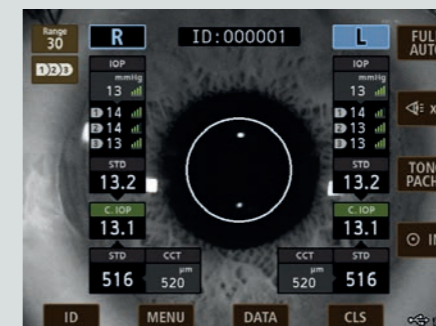 Range
30
1 2 3
R
ID:000001
L
FULL
AUTO
IOP
mmHg
13
1 14
2 14
3 13
STD
13.2
C. IOP
13.1
STD
516
CCT
µm
520
IOP
mmHg
13
1 14
2 13
3 13
STD
13.2
C. IOP
13.1
CCT
µm
520
STD
516
ID
MENU
DATA
CLS